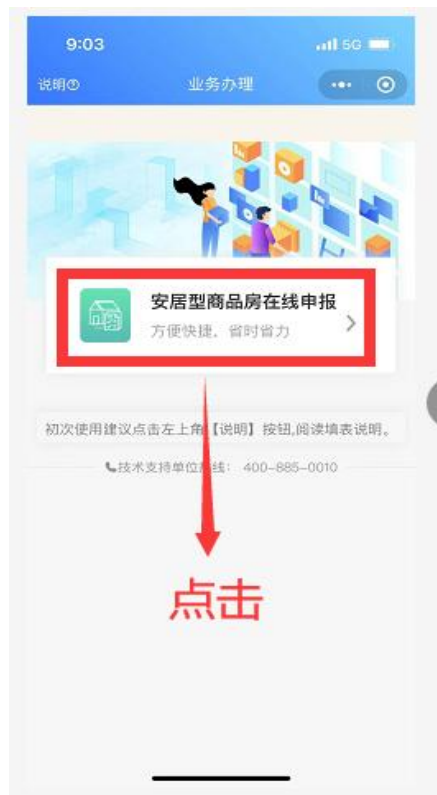 9:03
5G
说明
业务办理
安居型商品房在线申报
方便快捷，省时省力
初次使用建议点击左上角【说明】按钮,阅读填表说明。
技术支持单位热线： 400-885-0010
点击